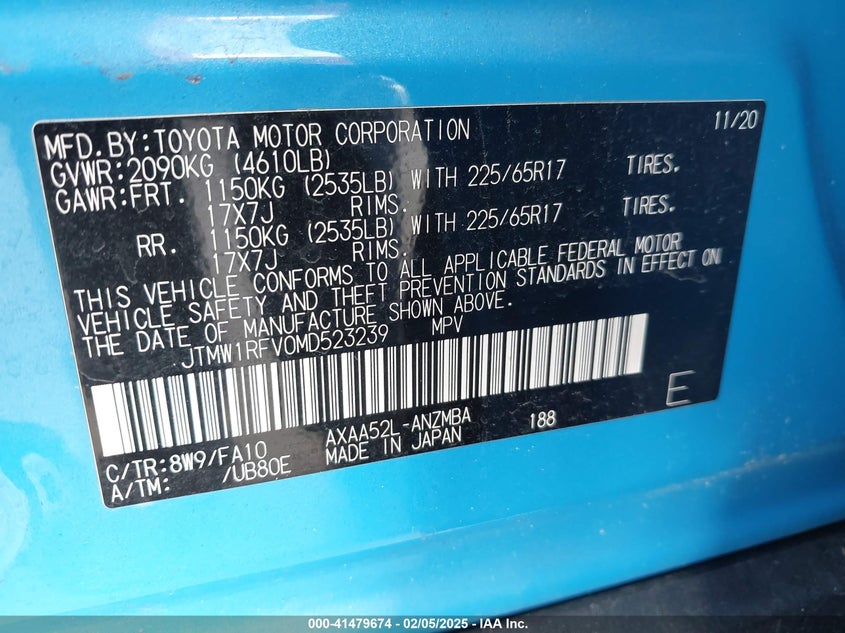 MFD.BY:TOYOTA MOTOR CORPORATION 11/20
GVWR:2090KG (4610LB)
GAWR:FRT. 1150KG (2535LB) WITH 225/65R17 TIRES.
17X7J RIMS.
RR. 1150KG (2535LB) WITH 225/65R17 TIRES.
17X7J RIMS.
THIS VEHICLE CONFORMS TO ALL APPLICABLE FEDERAL MOTOR
VEHICLE SAFETY AND THEFT PREVENTION STANDARDS IN EFFECT ON
THE DATE OF MANUFACTURE SHOWN ABOVE.
JTMW1RFV0MD523239 MPV
E
C/TR:8W9/FA10 AXAA52L-ANZMBA 188
A/TM: /UB80E MADE IN JAPAN
000-41479674 - 02/05/2025 - IAA Inc.